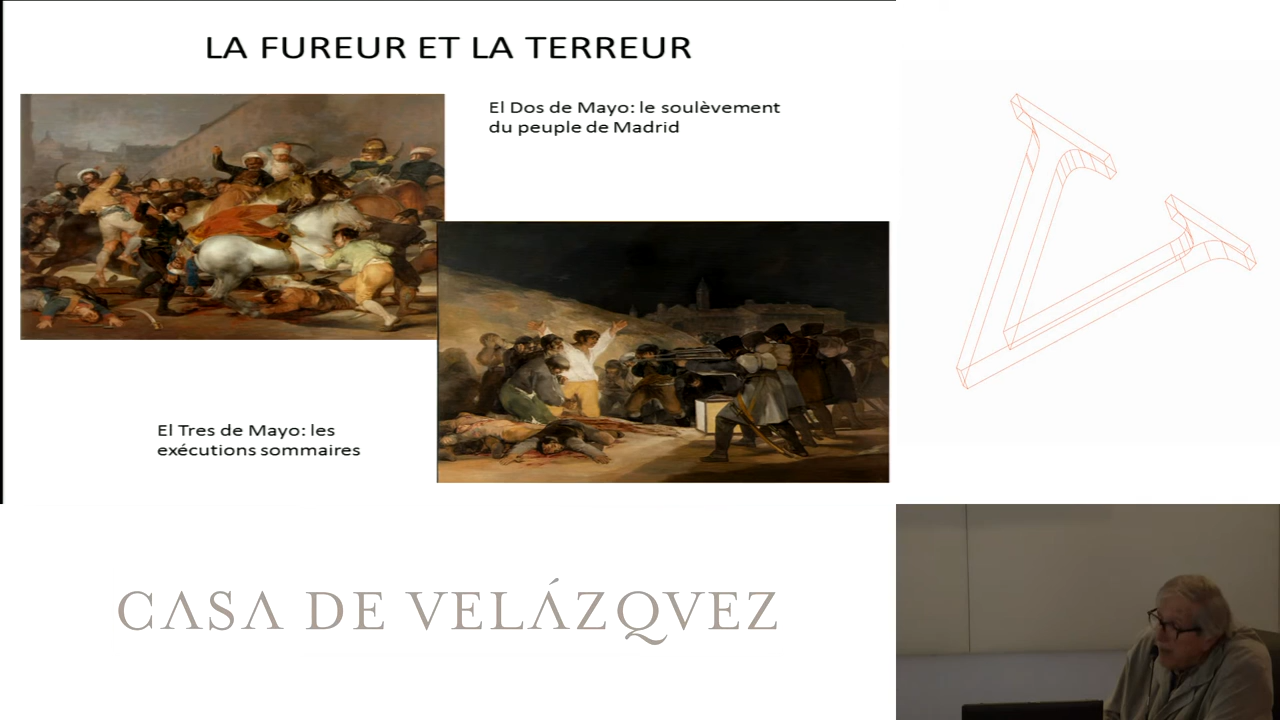 LA FUREUR ET LA TERREUR
El Dos de Mayo: le soulèvement
du peuple de Madrid
El Tres de Mayo: les
exécutions sommaires
CASA DE VELÁZQVEZ